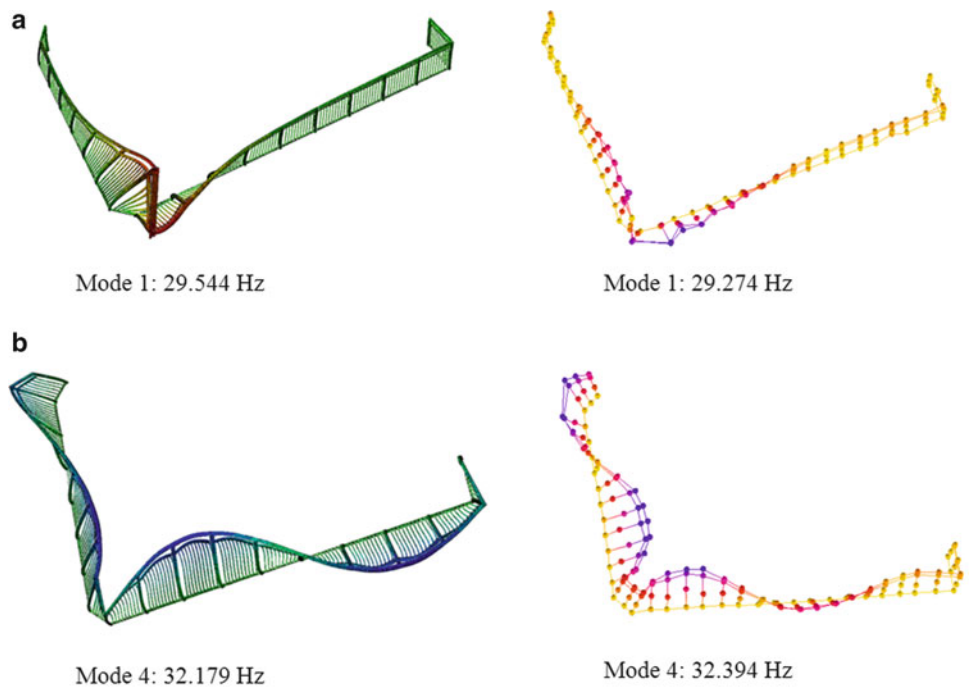 a
Mode 1: 29.544 Hz
Mode 1: 29.274 Hz
b
Mode 4: 32.179 Hz
Mode 4: 32.394 Hz